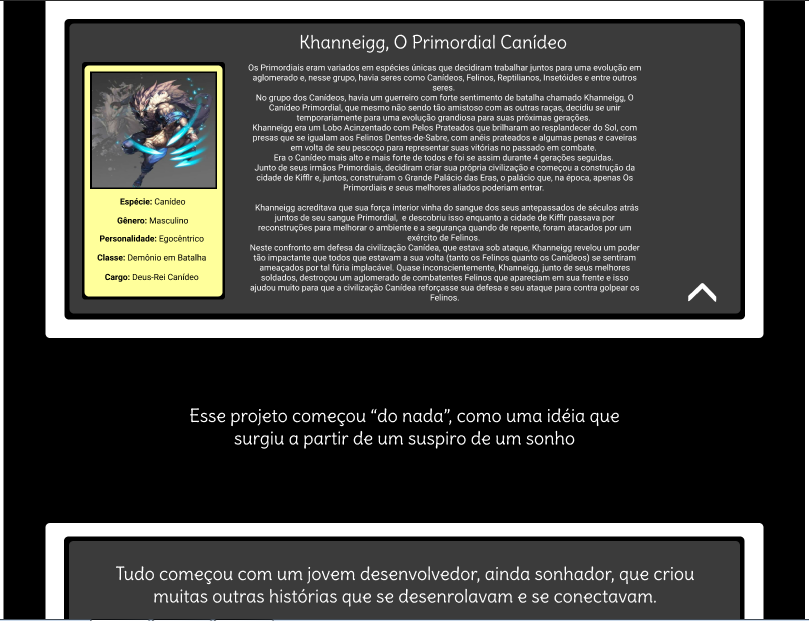 Khanneigg, O Primordial Canídeo
Os Primordiais eram variados em espécies únicas que decidiram trabalhar juntos para uma evolução em
aglomerado e, nesse grupo, havia seres como Canídeos, Felinos, Reptilianos, Insetóides e entre outros
seres.
No grupo dos Canídeos, havia um guerreiro com forte sentimento de batalha chamado Khanneigg, O
Canídeo Primordial, que mesmo não sendo tão amistoso com as outras raças, decidiu se unir
temporariamente para uma evolução grandiosa para suas próximas gerações.
Khanneigg era um Lobo Acinzentado com Pelos Prateados que brilharam ao resplandecer do Sol, com
presas que se igualam aos Felinos Dentes-de-Sabre, com anéis prateados e algumas penas e caveiras
em volta de seu pescoço para representar suas vitórias no passado em combate.
Era o Canídeo mais alto e mais forte de todos e foi se assim durante 4 gerações seguidas.
Junto de seus irmãos Primordiais, decidiram criar sua própria civilização e começou a construção da
cidade de Kifflr e, juntos, construíram o Grande Palácio das Eras, o palácio que, na época, apenas Os
Primordiais e seus melhores aliados poderiam entrar.
Khanneigg acreditava que sua força interior vinha do sangue dos seus antepassados de séculos atrás
juntos de seu sangue Primordial, e descobriu isso enquanto a cidade de Kifflr passava por
reconstruções para melhorar o ambiente e a segurança quando de repente, foram atacados por um
exército de Felinos.
Neste confronto em defesa da civilização Canídea, que estava sob ataque, Khanneigg revelou um poder
tão impactante que todos que estavam a sua volta (tanto os Felinos quanto os Canídeos) se sentiram
ameaçados por tal fúria implacável. Quase inconscientemente, Khanneigg, junto de seus melhores
soldados, destroçou um aglomerado de combatentes Felinos que apareciam em sua frente e isso
ajudou muito para que a civilização Canídea reforçasse sua defesa e seu ataque para contra golpear os
Felinos.
Espécie: Canídeo
Gênero: Masculino
Personalidade: Egocêntrico
Classe: Demônio em Batalha
Cargo: Deus-Rei Canídeo
Esse projeto começou “do nada”, como uma idéia que
surgiu a partir de um suspiro de um sonho
Tudo começou com um jovem desenvolvedor, ainda sonhador, que criou
muitas outras histórias que se desenrolavam e se conectavam.